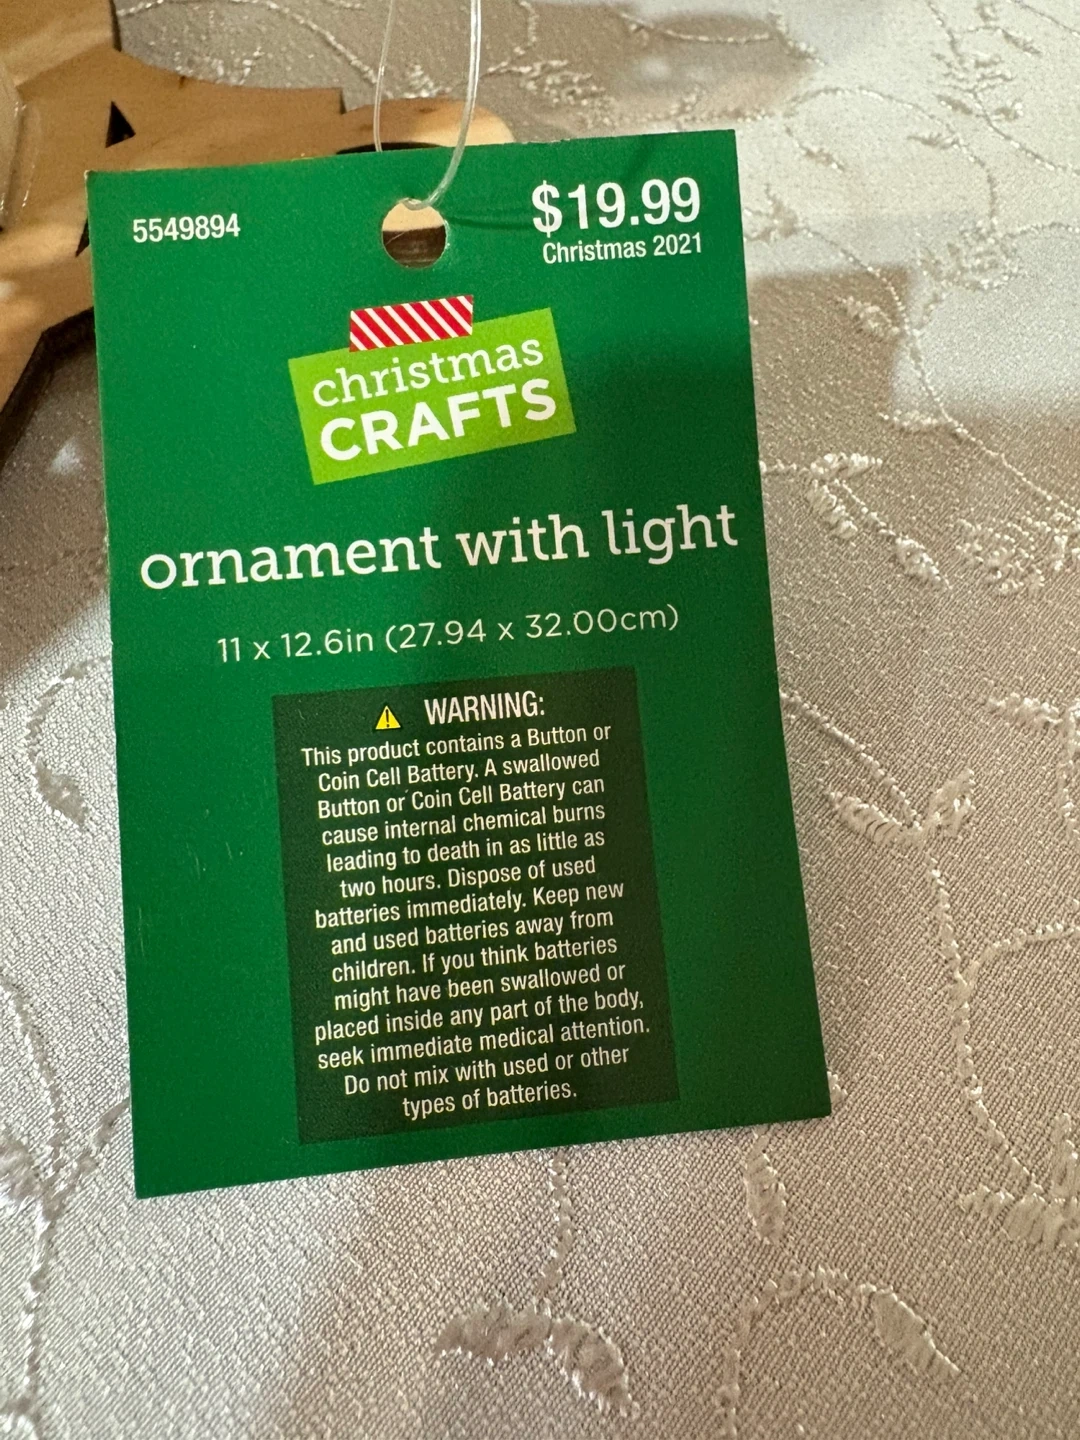 5549894
$19.99
Christmas 2021
christmas
CRAFTS
ornament with light
11 x 12.6in (27.94 x 32.00cm)
WARNING:
This product contains a Button or
Coin Cell Battery. A swallowed
Button or Coin Cell Battery can
cause internal chemical burns
leading to death in as little as
two hours. Dispose of used
batteries immediately. Keep new
and used batteries away from
children. If you think batteries
might have been swallowed or
placed inside any part of the body,
seek immediate medical attention.
Do not mix with used or other
types of batteries.